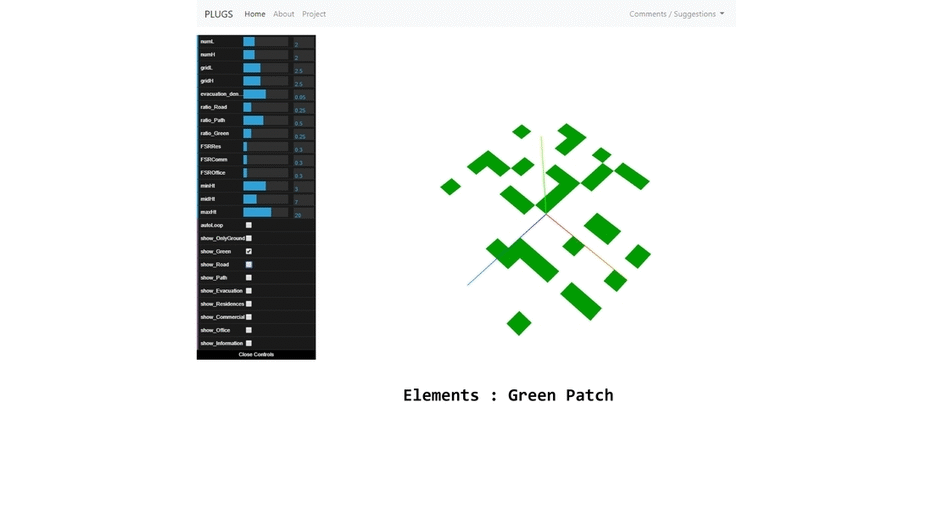 PLUGS Home About Project Comments / Suggestions
numL 2
numH 2
gridL 2.5
gridH 2.5
evacuation_den... 0.95
ratio_Road 0.25
ratio_Path 0.5
ratio_Green 0.25
FSRRes 0.3
FSRComm 0.3
FSROffice 0.3
minHt 3
midHt 7
maxHt 20
autoLoop
show_OnlyGround
show_Green
show_Road
show_Path
show_Evacuation
show_Residences
show_Commercial
show_Office
show_Information
Close Controls
Elements : Green Patch